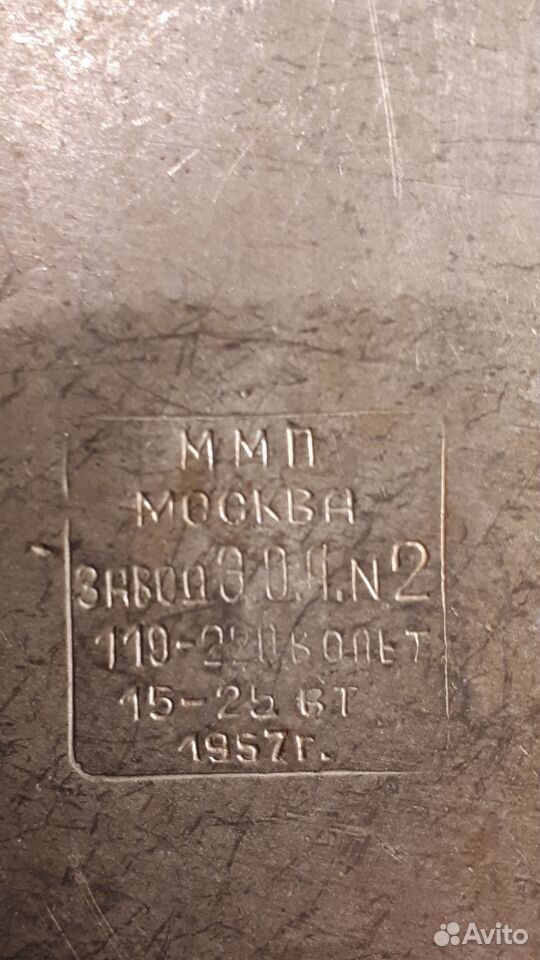 ММП
МОСКВА
ЗАВОД Э.О.Ч. N2
110-220 ВОЛЬТ
15-25 ВТ
1957г.
Avito